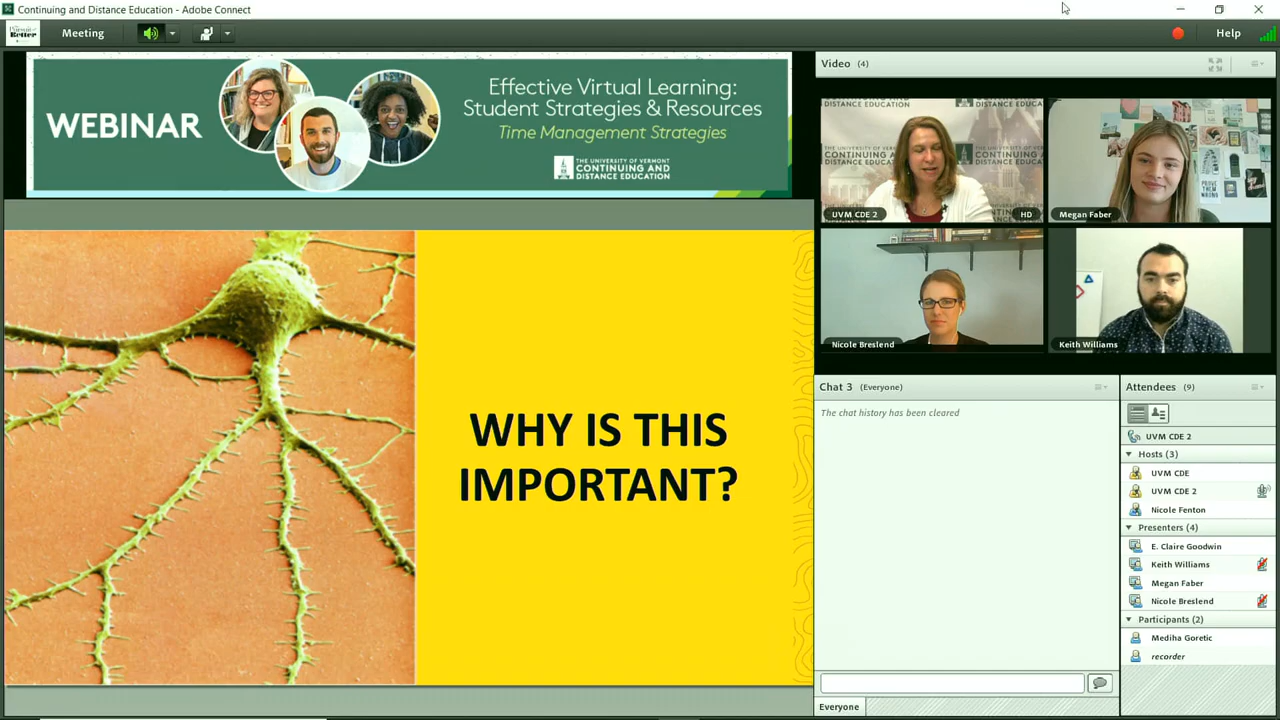 Continuing and Distance Education - Adobe Connect
Meeting
Help
WEBINAR
Effective Virtual Learning:
Student Strategies & Resources
Time Management Strategies
THE UNIVERSITY OF VERMONT
CONTINUING AND
DISTANCE EDUCATION
WHY IS THIS
IMPORTANT?
Video (4)
UVM CDE 2
HD
Megan Faber
Nicole Breslend
Keith Williams
Chat 3 (Everyone)
The chat history has been cleared
Everyone
Attendees (9)
UVM CDE 2
Hosts (3)
UVM CDE
UVM CDE 2
Nicole Fenton
Presenters (4)
E. Claire Goodwin
Keith Williams
Megan Faber
Nicole Breslend
Participants (2)
Mediha Goretic
recorder